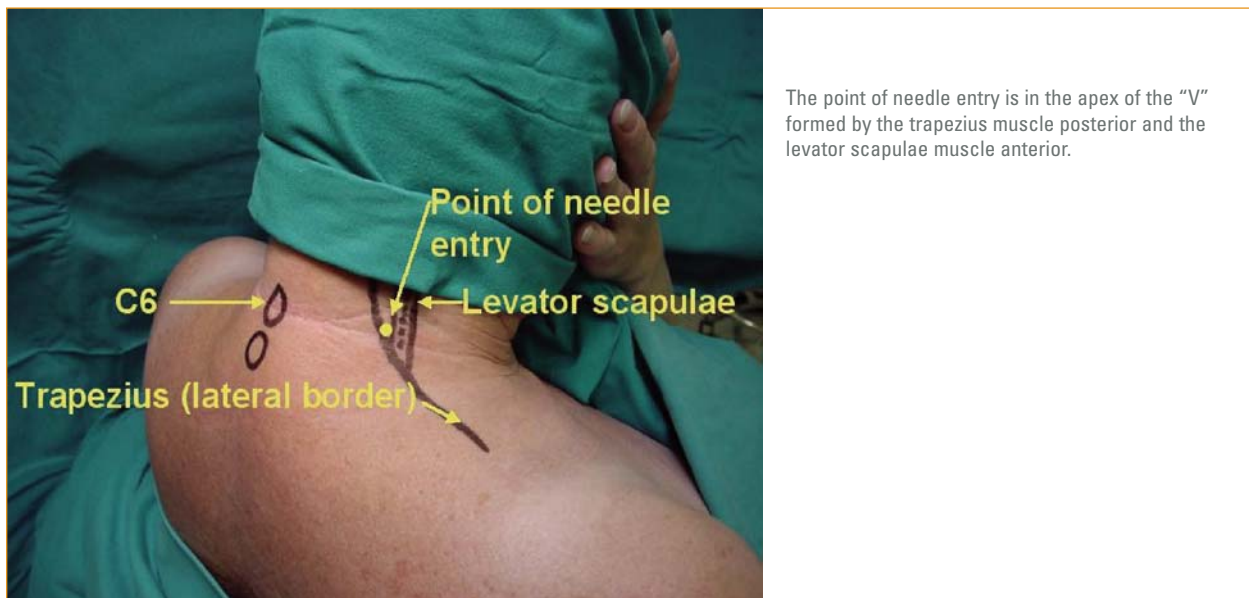 Point of needle
entry
C6
Levator scapulae
Trapezius (lateral border)
The point of needle entry is in the apex of the “V”
formed by the trapezius muscle posterior and the
levator scapulae muscle anterior.